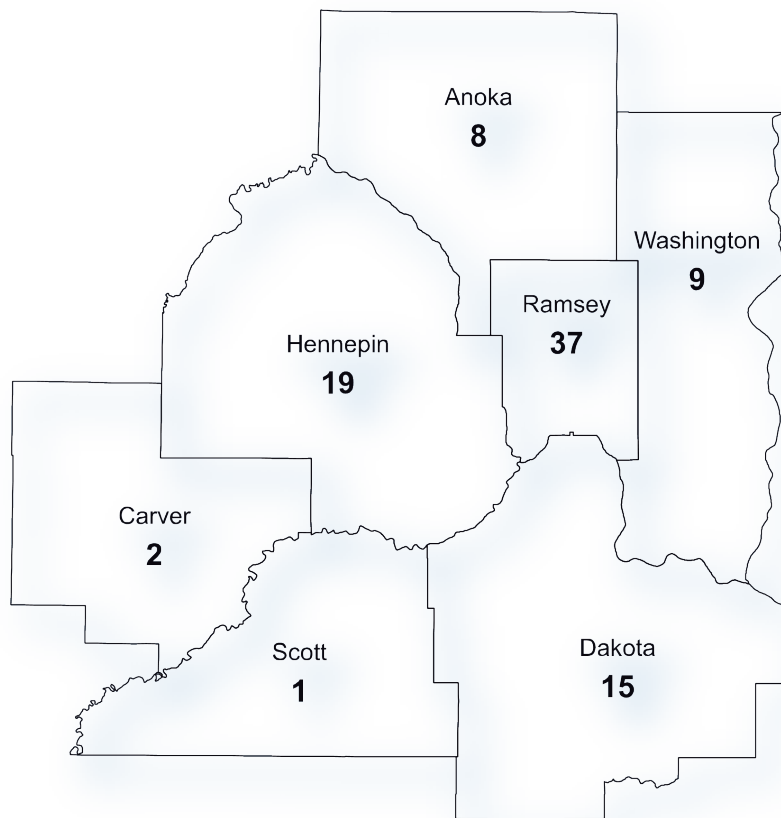 Anoka
8
Washington
9
Ramsey
37
Hennepin
19
Carver
2
Scott
1
Dakota
15